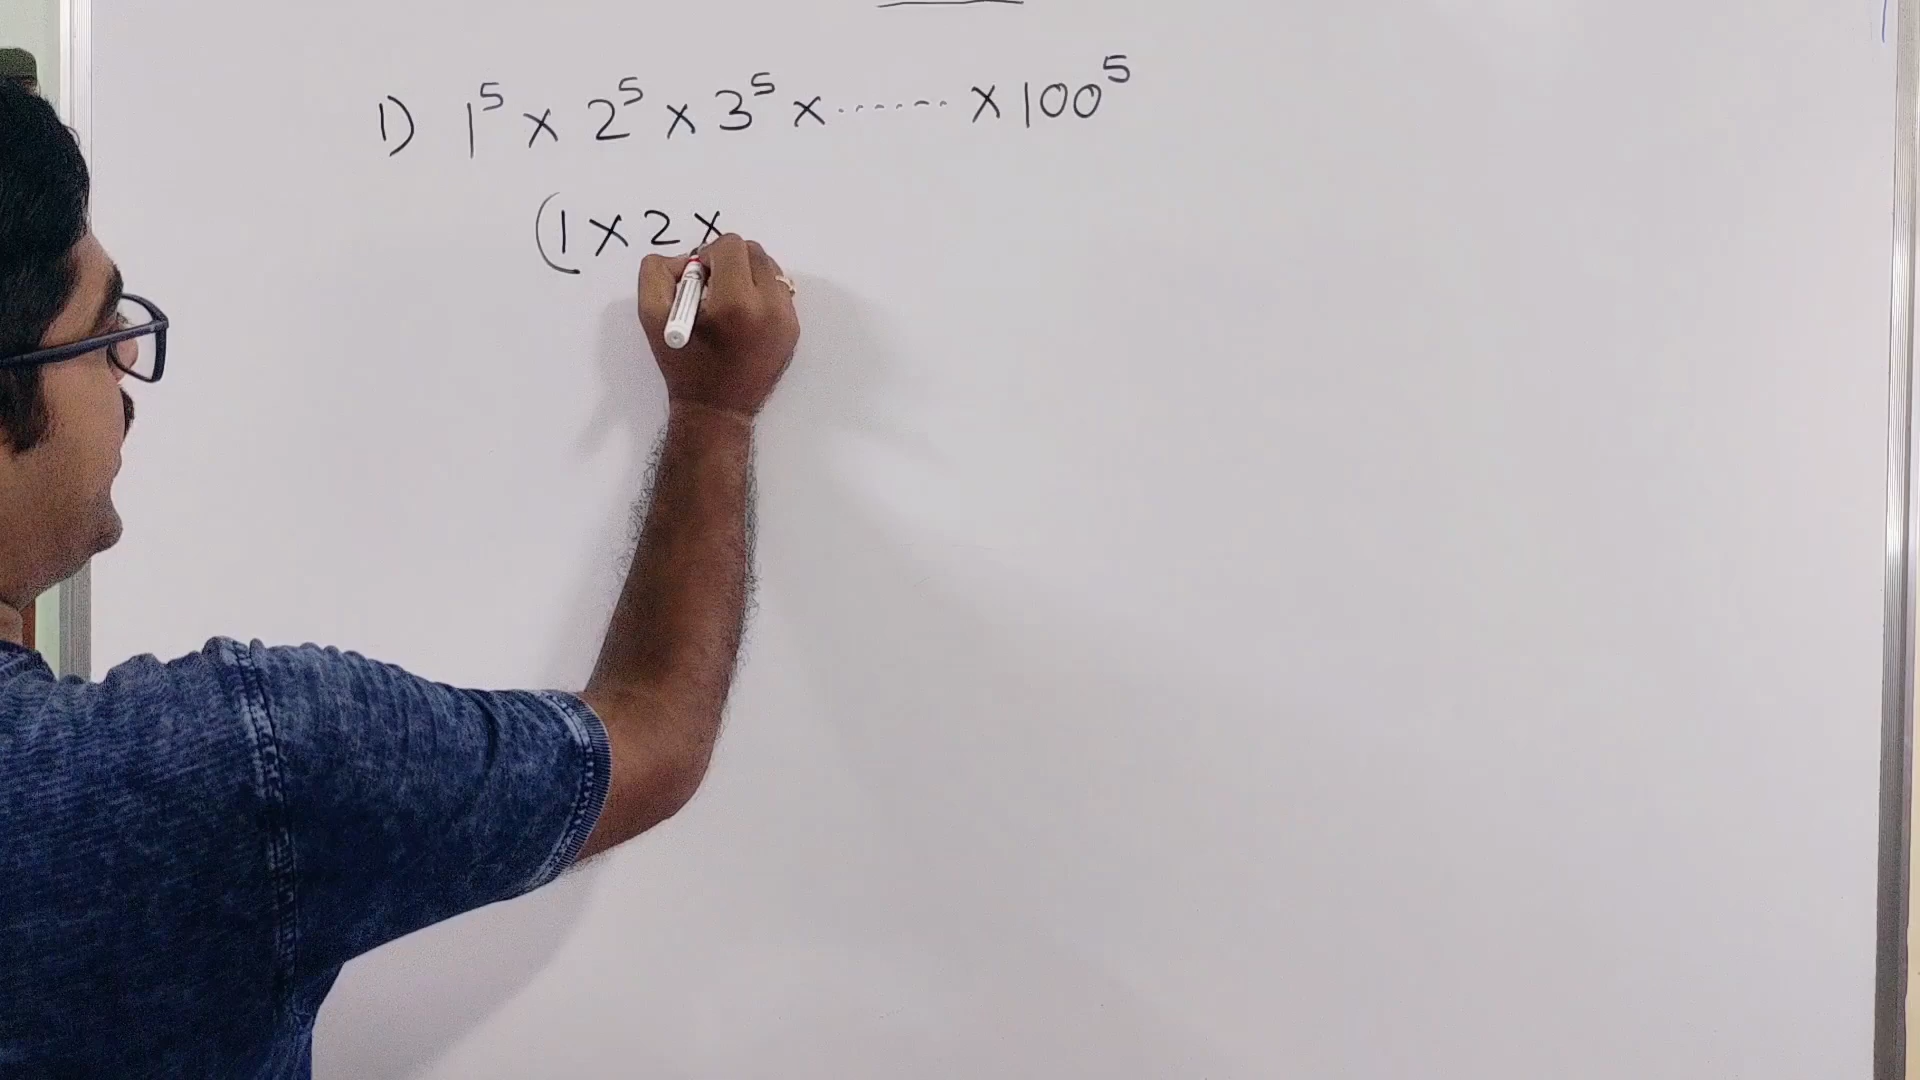 1) 1⁵ × 2⁵ × 3⁵ × ....... × 100⁵
(1 × 2 ×